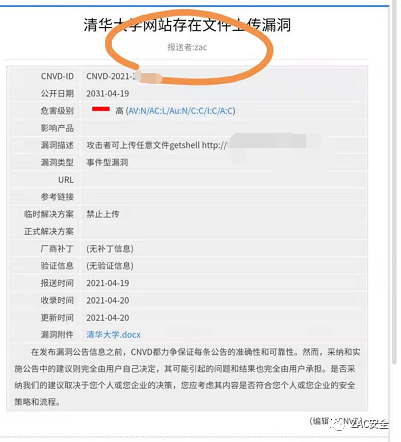 清华大学网站存在文件上传漏洞
报送者:zac
CNVD-ID CNVD-2021-
公开日期 2031-04-19
危害级别 高 (AV:N/AC:L/Au:N/C:C/I:C/A:C)
影响产品
漏洞描述 攻击者可上传任意文件getshell http://
漏洞类型 事件型漏洞
URL
参考链接
临时解决方案 禁止上传
正式解决方案
厂商补丁 (无补丁信息)
验证信息 (无验证信息)
报送时间 2021-04-19
收录时间 2021-04-20
更新时间 2021-04-20
漏洞附件 清华大学.docx
在发布漏洞公告信息之前，CNVD都力争保证每条公告的准确性和可靠性。然而，采纳和实
施公告中的建议则完全由用户自己决定，其可能引起的问题和结果也完全由用户承担。是否采
纳我们的建议取决于您个人或您企业的决策，您应考虑其内容是否符合您个人或您企业的安全
策略和流程。
(编辑:
ZAC安全